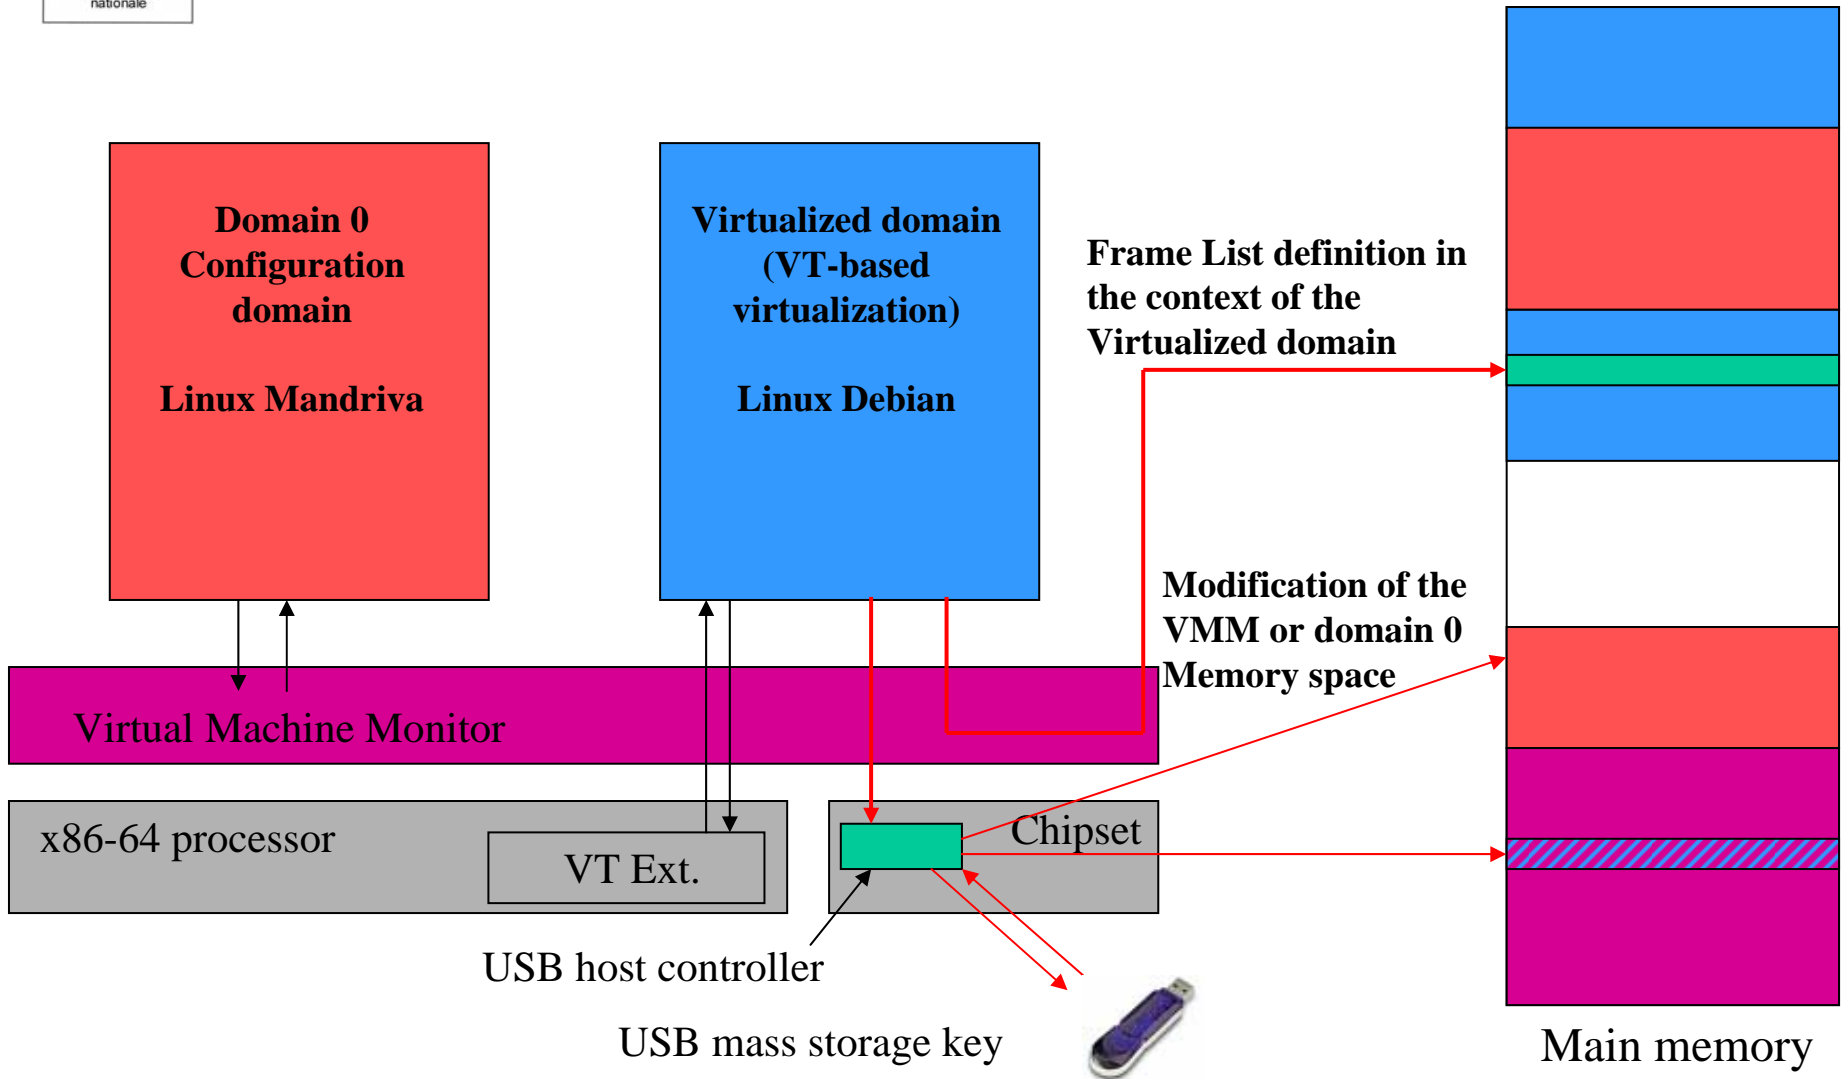 nationale
Domain 0
Configuration
domain
Linux Mandriva
Virtualized domain
(VT-based
virtualization)
Linux Debian
Frame List definition in
the context of the
Virtualized domain
Modification of the
VMM or domain 0
Memory space
Virtual Machine Monitor
x86-64 processor
VT Ext.
Chipset
USB host controller
USB mass storage key
Main memory